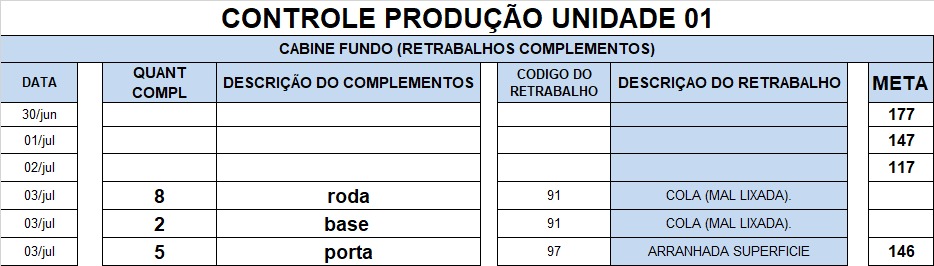 CONTROLE PRODUÇÃO UNIDADE 01
CABINE FUNDO (RETRABALHOS COMPLEMENTOS)
DATA QUANT COMPL DESCRIÇÃO DO COMPLEMENTOS CODIGO DO RETRABALHO DESCRIÇAO DO RETRABALHO META
30/jun 177
01/jul 147
02/jul 117
03/jul 8 roda 91 COLA (MAL LIXADA).
03/jul 2 base 91 COLA (MAL LIXADA).
03/jul 5 porta 97 ARRANHADA SUPERFICIE 146